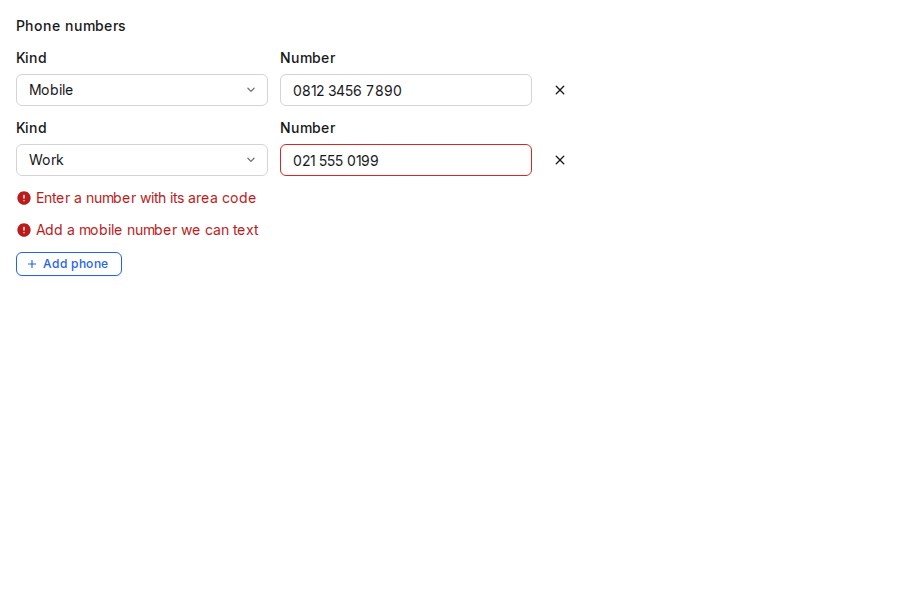 Phone numbers
Kind Number
Mobile 0812 3456 7890
Kind Number
Work 021 555 0199
Enter a number with its area code
Add a mobile number we can text
Add phone